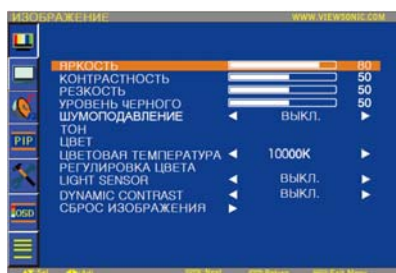 ИЗОБРАЖЕНИЕ WWW.VIEWSONIC.COM
ЯРКОСТЬ 80
КОНТРАСТНОСТЬ 50
РЕЗКОСТЬ 50
УРОВЕНЬ ЧЕРНОГО 50
ШУМОПОДАВЛЕНИЕ ВЫКЛ.
ТОН
ЦВЕТ
PIP
ЦВЕТОВАЯ ТЕМПЕРАТУРА 10000K
РЕГУЛИРОВКА ЦВЕТА
LIGHT SENSOR ВЫКЛ.
DYNAMIC CONTRAST ВЫКЛ.
OSD
СБРОС ИЗОБРАЖЕНИЯ